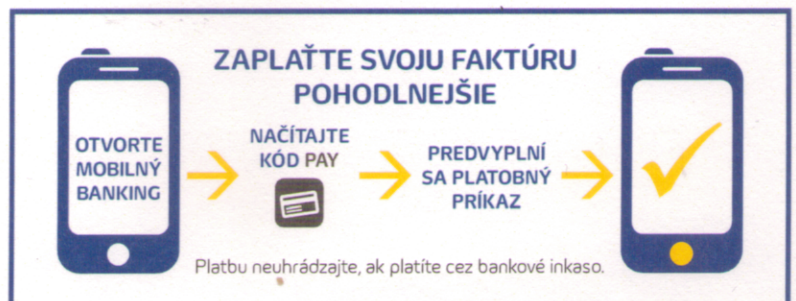 ZAPLAŤTE SVOJU FAKTÚRU
POHODLNEJŠIE
OTVORTE
MOBILNÝ
BANKING
NAČÍTAJTE
KÓD PAY
PREDVYPLNÍ
SA PLATOBNÝ
PRÍKAZ
Platbu neuhrádzajte, ak platíte cez bankové inkaso.